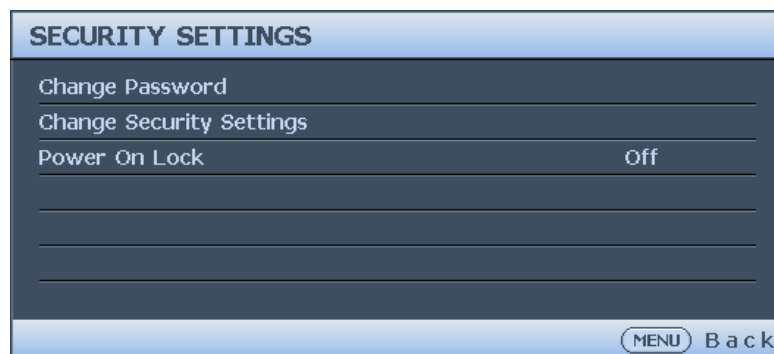 SECURITY SETTINGS
Change Password
Change Security Settings
Power On Lock Off
MENU Back